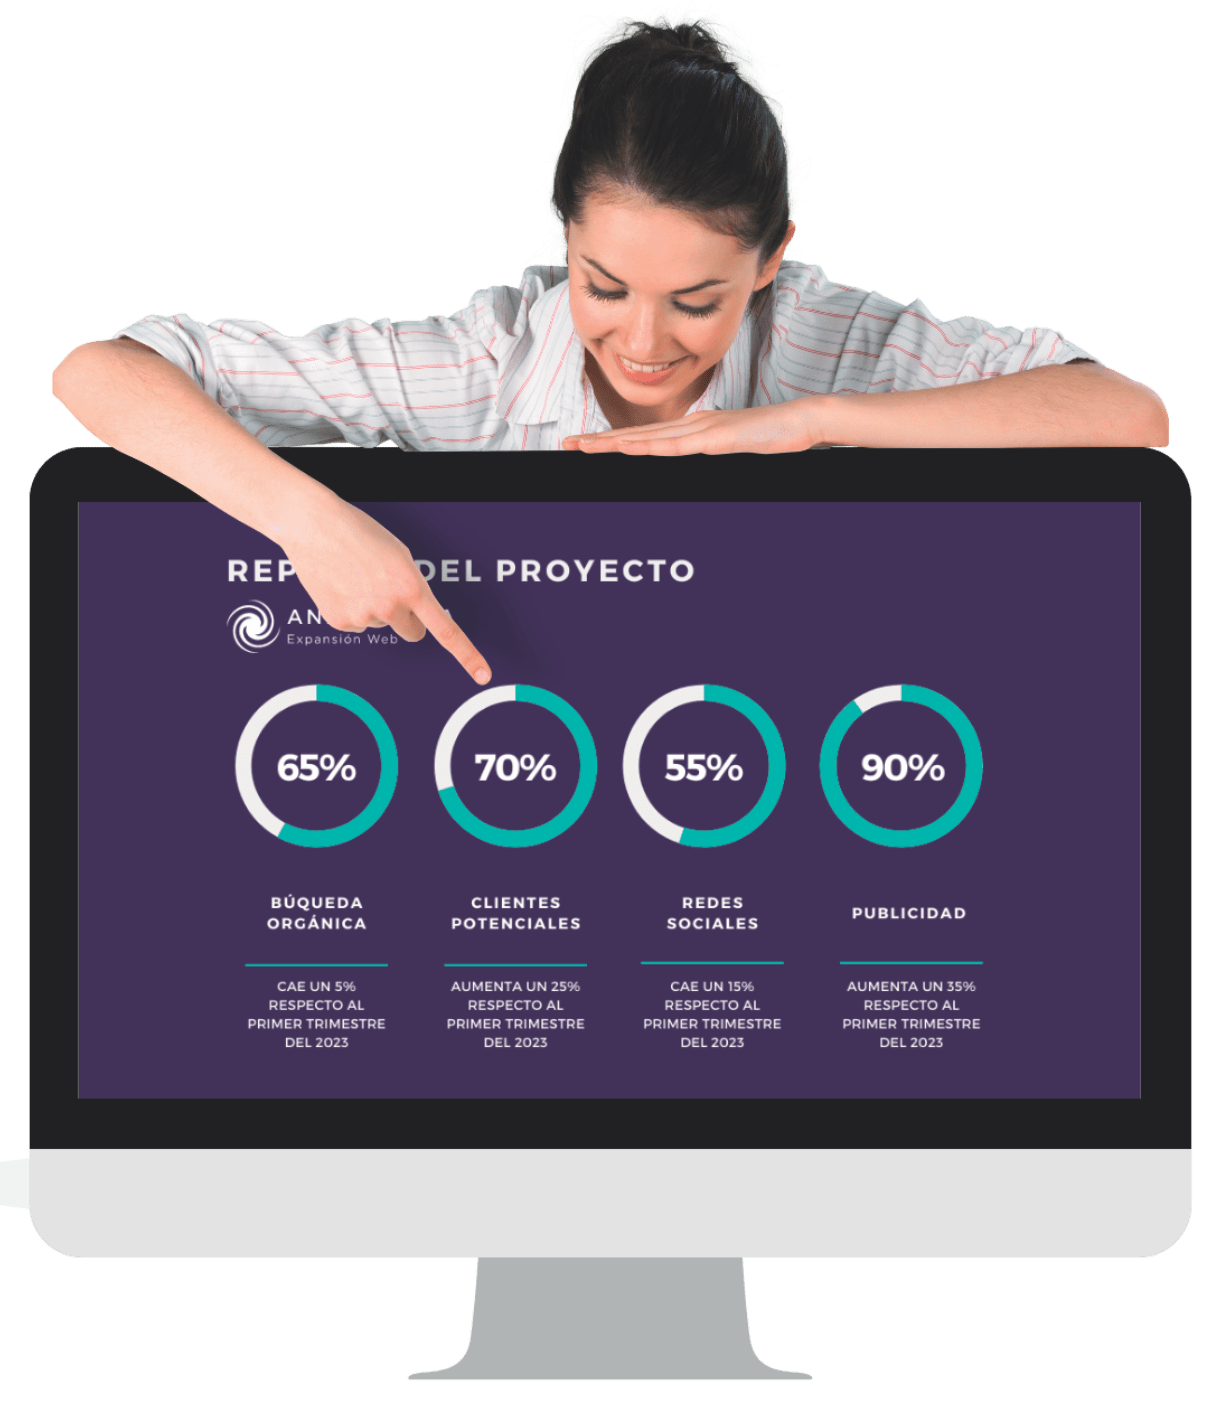 DEL PROYECTO
Expansión Web
65%
70%
55%
90%
BÚQUEDA
ORGÁNICA
CLIENTES
POTENCIALES
REDES
SOCIALES
PUBLICIDAD
CAE UN 5%
RESPECTO AL
PRIMER TRIMESTRE
DEL 2023
AUMENTA UN 25%
RESPECTO AL
PRIMER TRIMESTRE
DEL 2023
CAE UN 15%
RESPECTO AL
PRIMER TRIMESTRE
DEL 2023
AUMENTA UN 35%
RESPECTO AL
PRIMER TRIMESTRE
DEL 2023